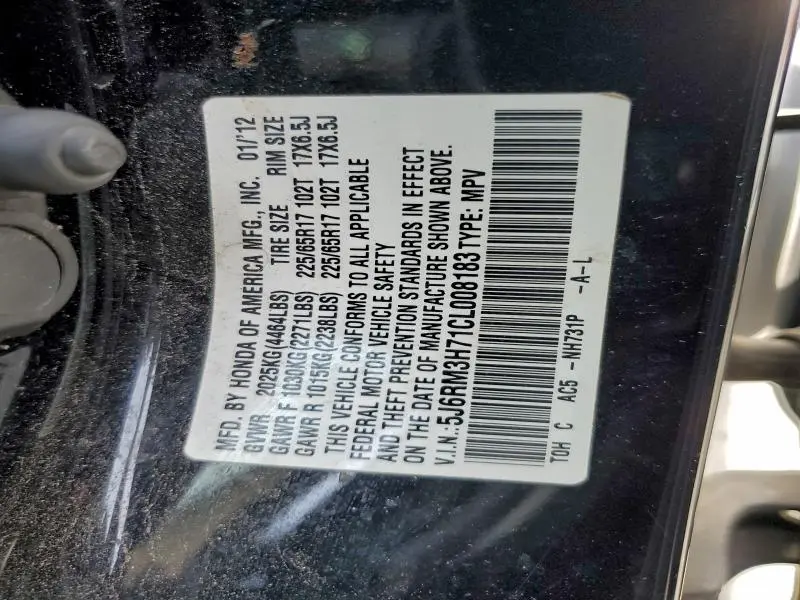 MFD. BY HONDA OF AMERICA MFG., INC. 01/'12
GVWR 2025KG(4464LBS) TIRE SIZE RIM SIZE
GAWR F 1030KG(2271LBS) 225/65R17 102T 17X6.5J
GAWR R 1015KG(2238LBS) 225/65R17 102T 17X6.5J
THIS VEHICLE CONFORMS TO ALL APPLICABLE
FEDERAL MOTOR VEHICLE SAFETY
AND THEFT PREVENTION STANDARDS IN EFFECT
ON THE DATE OF MANUFACTURE SHOWN ABOVE.
V.I.N.:5J6RM3H71CL008183 TYPE: MPV
TOH C AC5 -NH731P -A-L